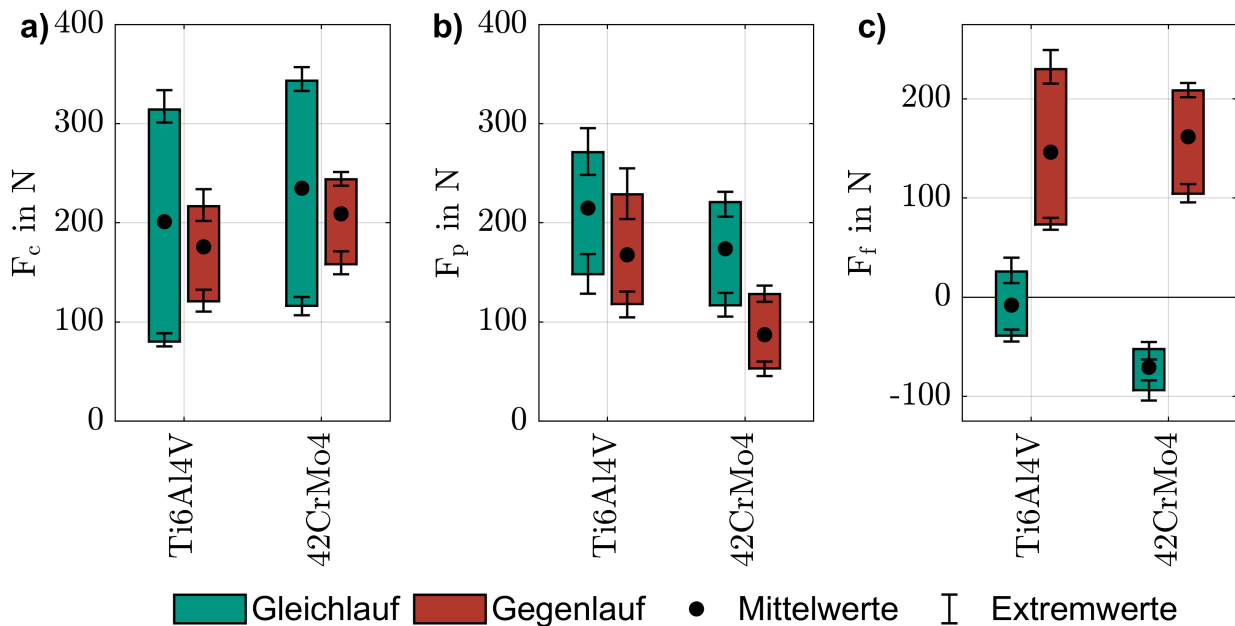 a)
400
300
200
100
0
F_c in N
Ti6Al4V
42CrMo4
b)
400
300
200
100
0
F_p in N
Ti6Al4V
42CrMo4
c)
200
100
0
-100
F_f in N
Ti6Al4V
42CrMo4
Gleichlauf Gegenlauf Mittelwerte Extremwerte